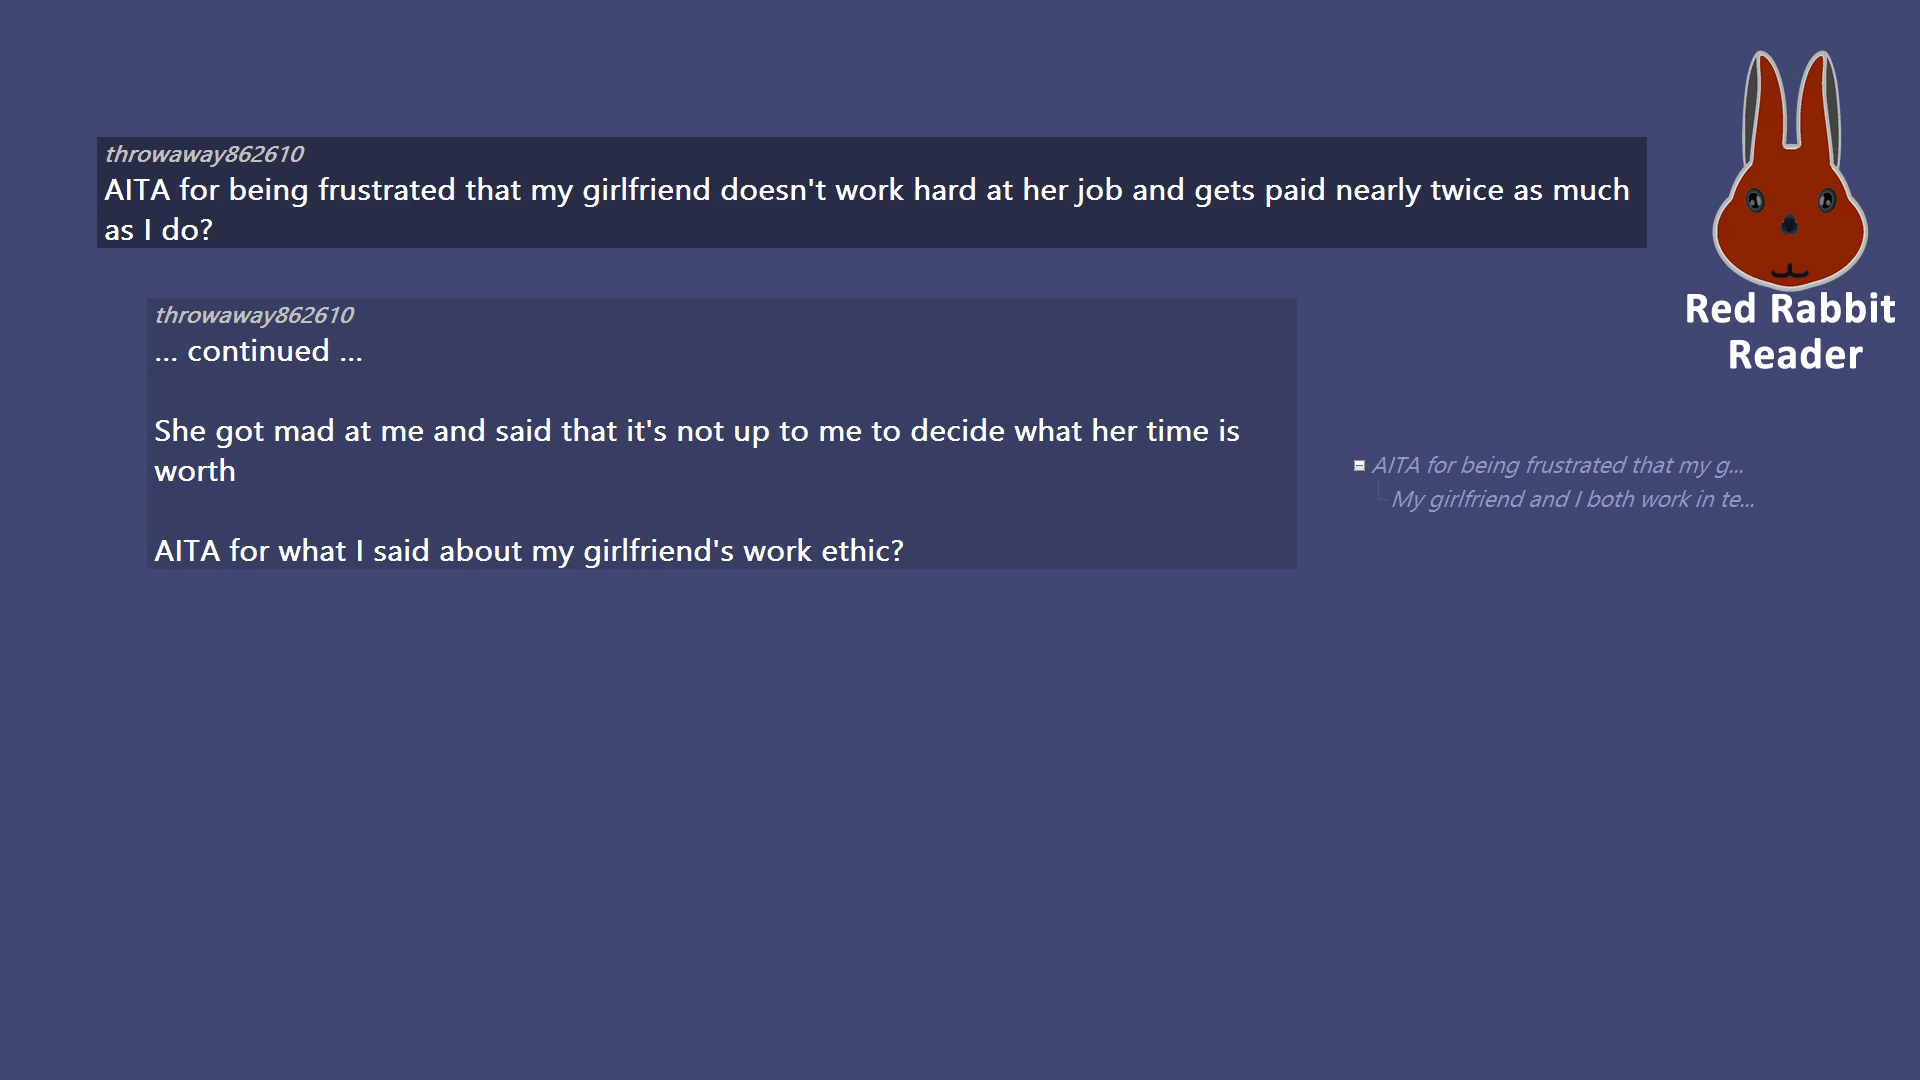 throwaway862610
AITA for being frustrated that my girlfriend doesn't work hard at her job and gets paid nearly twice as much
as I do?
throwaway862610
... continued ...
She got mad at me and said that it's not up to me to decide what her time is
worth
AITA for what I said about my girlfriend's work ethic?
Red Rabbit
Reader
AITA for being frustrated that my g...
My girlfriend and I both work in te...